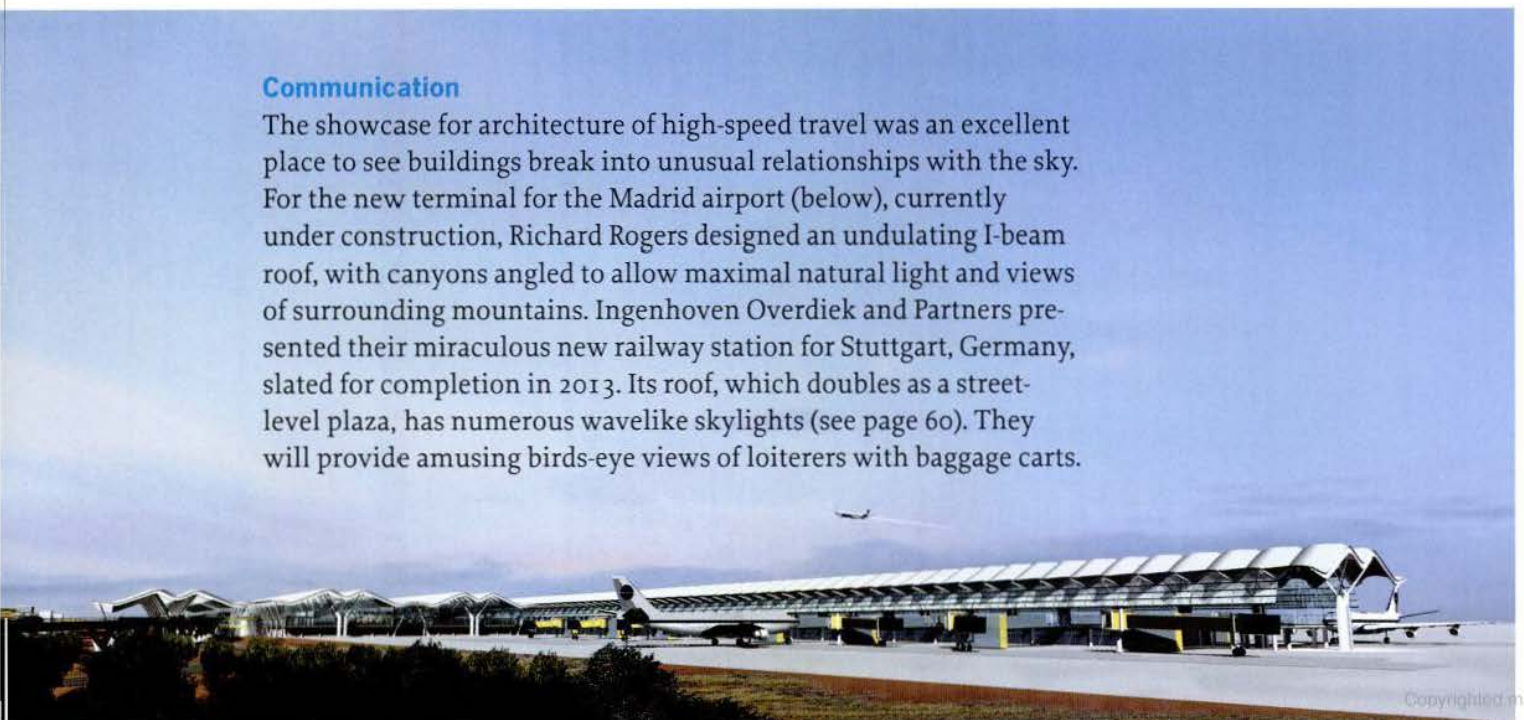 Communication
The showcase for architecture of high-speed travel was an excellent
place to see buildings break into unusual relationships with the sky.
For the new terminal for the Madrid airport (below), currently
under construction, Richard Rogers designed an undulating I-beam
roof, with canyons angled to allow maximal natural light and views
of surrounding mountains. Ingenhoven Overdiek and Partners pre-
sented their miraculous new railway station for Stuttgart, Germany,
slated for completion in 2013. Its roof, which doubles as a street-
level plaza, has numerous wavelike skylights (see page 60). They
will provide amusing birds-eye views of loiterers with baggage carts.
Copyrighted m